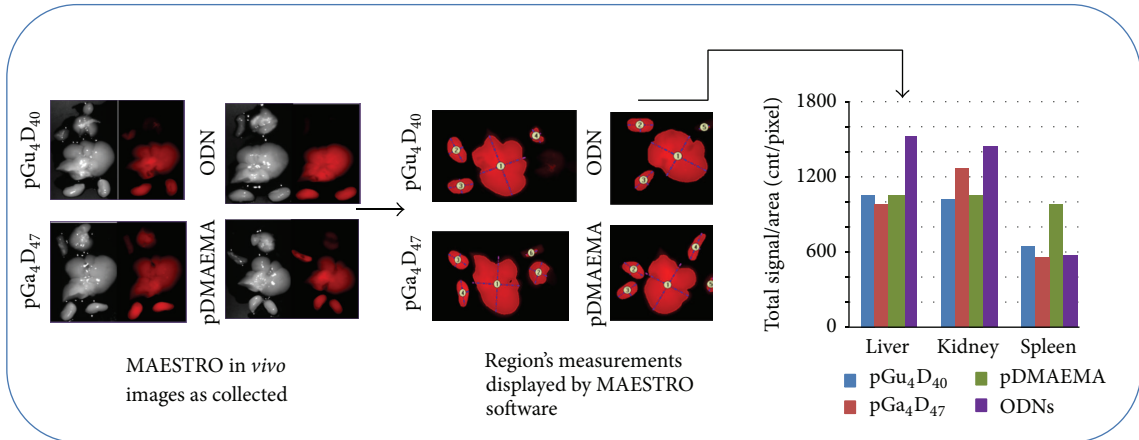 pGu₄D₄₀
ODN
pGa₄D₄₇
pDMAEMA
MAESTRO in vivo
images as collected
pGu₄D₄₀
ODN
pGa₄D₄₇
pDMAEMA
Region's measurements
displayed by MAESTRO
software
Total signal/area (cnt/pixel)
1800
1200
600
0
Liver Kidney Spleen
pGu₄D₄₀ pDMAEMA
pGa₄D₄₇ ODNs